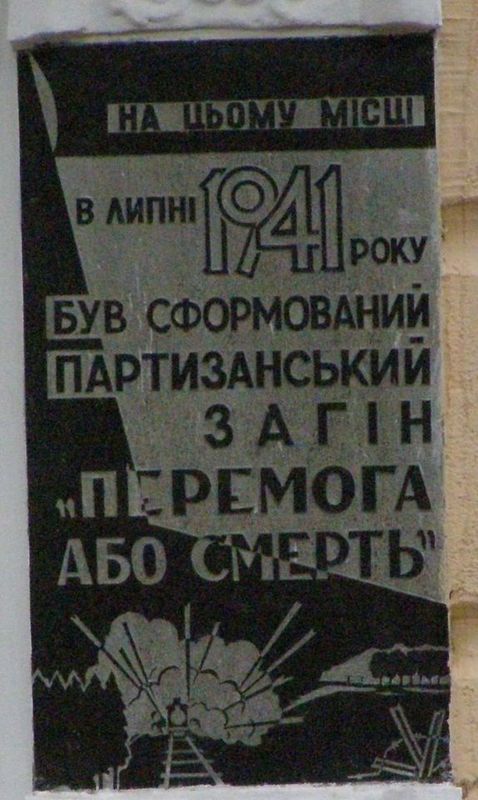 НА ЦЬОМУ МІСЦІ
В ЛИПНІ 1941 РОКУ
БУВ СФОРМОВАНИЙ
ПАРТИЗАНСЬКИЙ
ЗАГІН
„ПЕРЕМОГА
АБО СМЕРТЬ"